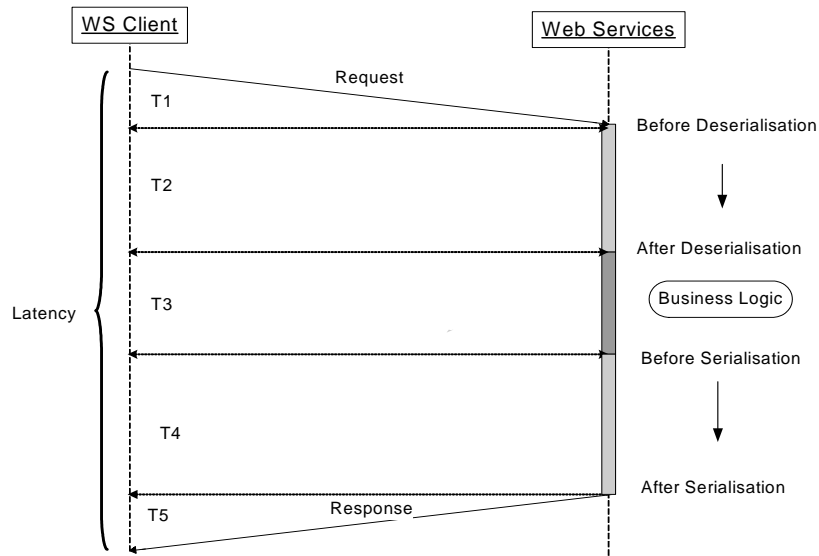 WS Client
Web Services
Request
T1
Before Deserialisation
T2
After Deserialisation
Business Logic
T3
Latency
Before Serialisation
T4
After Serialisation
Response
T5